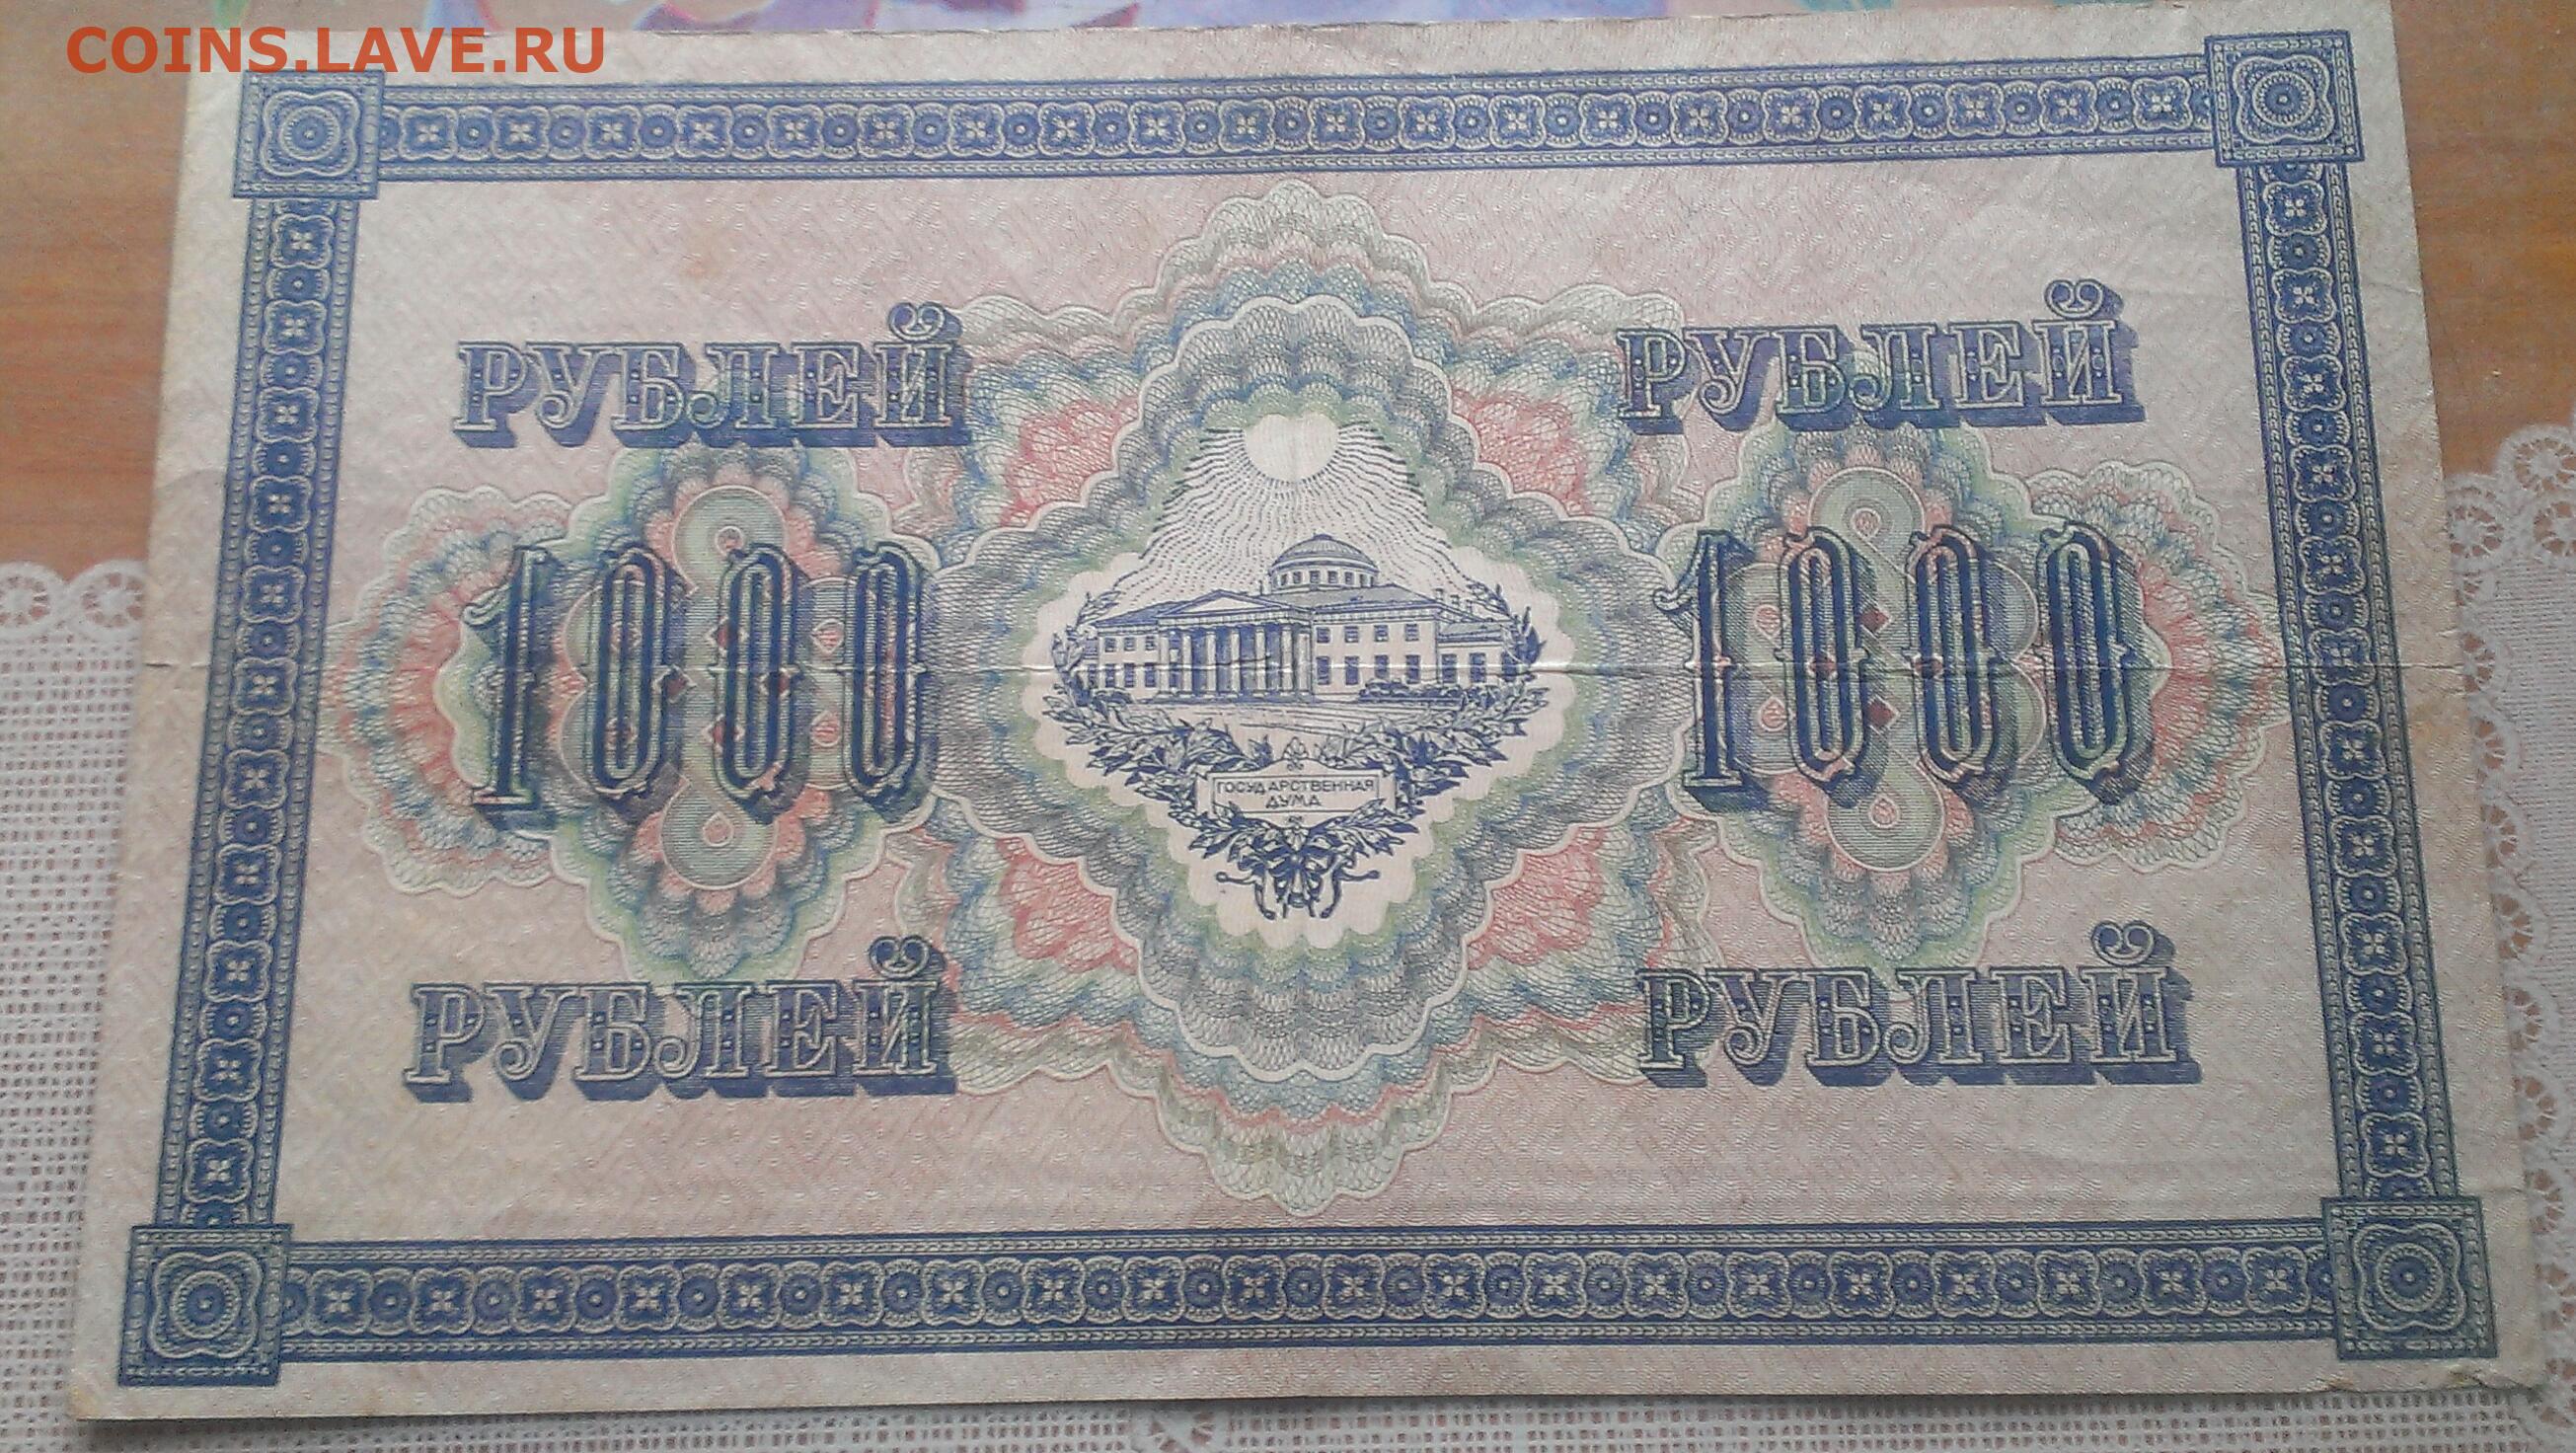 COINS.LAVE.RU
РУБЛЕЙ РУБЛЕЙ
1000 1000
ГОСУДАРСТВЕННАЯ
ДУМА
РУБЛЕЙ РУБЛЕЙ